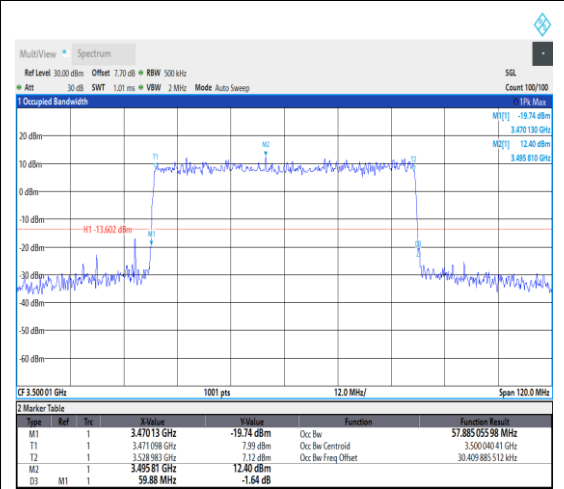 MultiView Spectrum
Ref Level 30.00 dBm Offset 7.70 dB RBW 500 kHz SGL
Att 30 dB SWT 1.01 ms VBW 2 MHz Mode Auto Sweep Count 100/100
1 Occupied Bandwidth 1Pk Max
M1[1] -19.74 dBm
3.470 130 GHz
M2[1] 12.40 dBm
3.495 810 GHz
20 dBm
M2
T1 T2
10 dBm
0 dBm
-10 dBm
H1 -13.602 dBm
M1
-20 dBm
D3
-30 dBm
-40 dBm
-50 dBm
-60 dBm
CF 3.500 01 GHz 1001 pts 12.0 MHz/ Span 120.0 MHz
2 Marker Table
Type Ref Trc X-Value Y-Value Function Function Result
M1 1 3.470 13 GHz -19.74 dBm Occ Bw 57.885 055 98 MHz
T1 1 3.471 098 GHz 7.99 dBm Occ Bw Centroid 3.500 040 41 GHz
T2 1 3.528 983 GHz 7.12 dBm Occ Bw Freq Offset 30.409 885 512 kHz
M2 1 3.495 81 GHz 12.40 dBm
D3 M1 1 59.88 MHz -1.64 dB